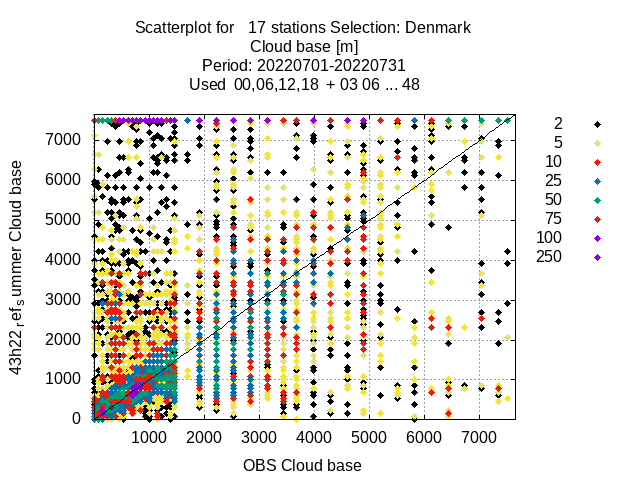 Scatterplot for 17 stations Selection: Denmark
Cloud base [m]
Period: 20220701-20220731
Used 00,06,12,18 + 03 06 ... 48
7000
6000
5000
4000
3000
2000
1000
0
1000 2000 3000 4000 5000 6000 7000
OBS Cloud base
43h22_ref_summer Cloud base
2
5
10
25
50
75
100
250